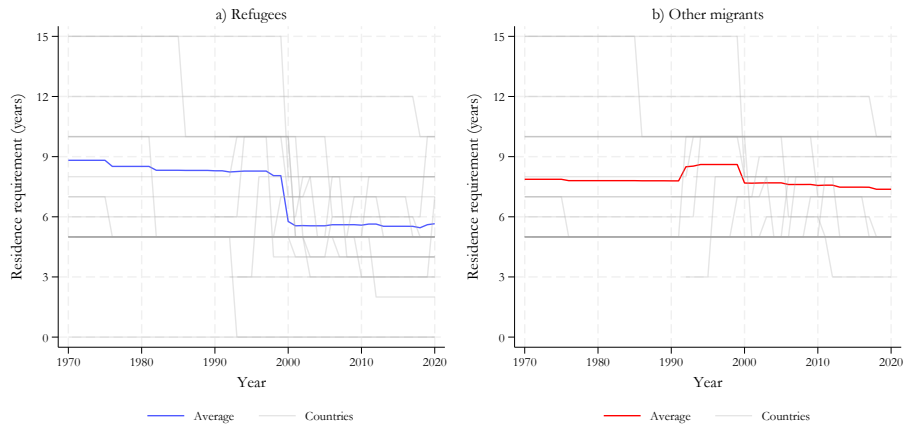 a) Refugees
Residence requirement (years)
15
12
9
6
3
0
1970 1980 1990 2000 2010 2020
Year
Average Countries
b) Other migrants
Residence requirement (years)
15
12
9
6
3
0
1970 1980 1990 2000 2010 2020
Year
Average Countries